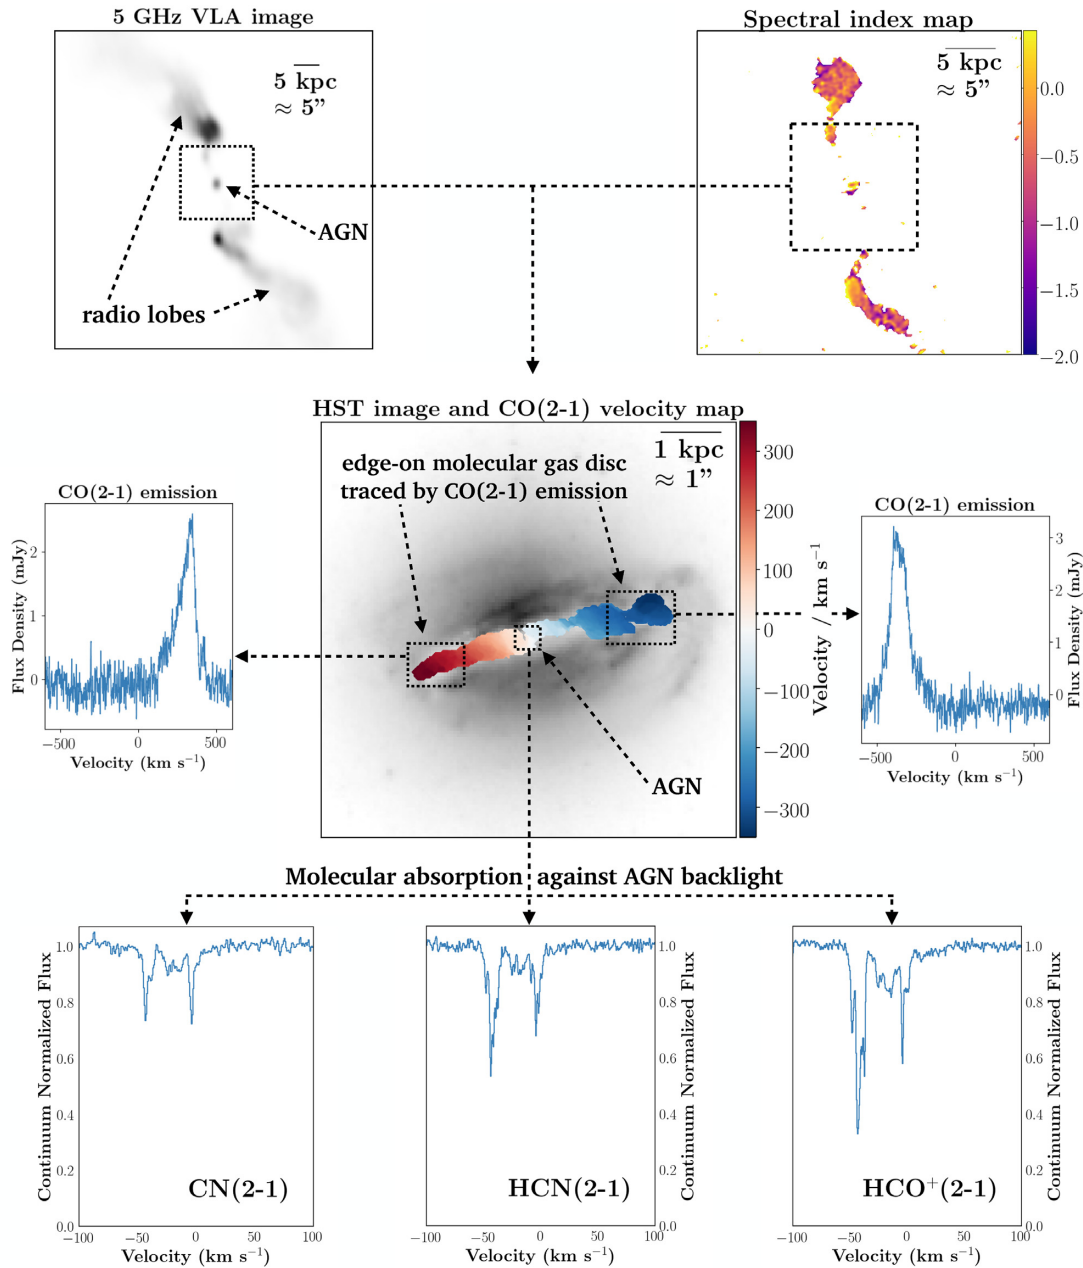 5 GHz VLA image
5 kpc
≈ 5”
AGN
radio lobes
Spectral index map
5 kpc
≈ 5”
0.0
−0.5
−1.0
−1.5
−2.0
HST image and CO(2-1) velocity map
1 kpc
≈ 1”
edge-on molecular gas disc
traced by CO(2-1) emission
AGN
300
200
100
0
−100
−200
−300
Velocity / km s⁻¹
CO(2-1) emission
Flux Density (mJy)
2
1
0
−500 0 500
Velocity (km s⁻¹)
CO(2-1) emission
3
2
1
0
Flux Density (mJy)
−500 0 500
Velocity (km s⁻¹)
Molecular absorption against AGN backlight
Continuum Normalized Flux
1.0
0.8
0.6
0.4
0.2
0.0
CN(2-1)
−100 −50 0 50 100
Velocity (km s⁻¹)
HCN(2-1)
1.0
0.8
0.6
0.4
0.2
0.0
Continuum Normalized Flux
−100 −50 0 50 100
Velocity (km s⁻¹)
HCO⁺(2-1)
1.0
0.8
0.6
0.4
0.2
0.0
Continuum Normalized Flux
−100 −50 0 50 100
Velocity (km s⁻¹)